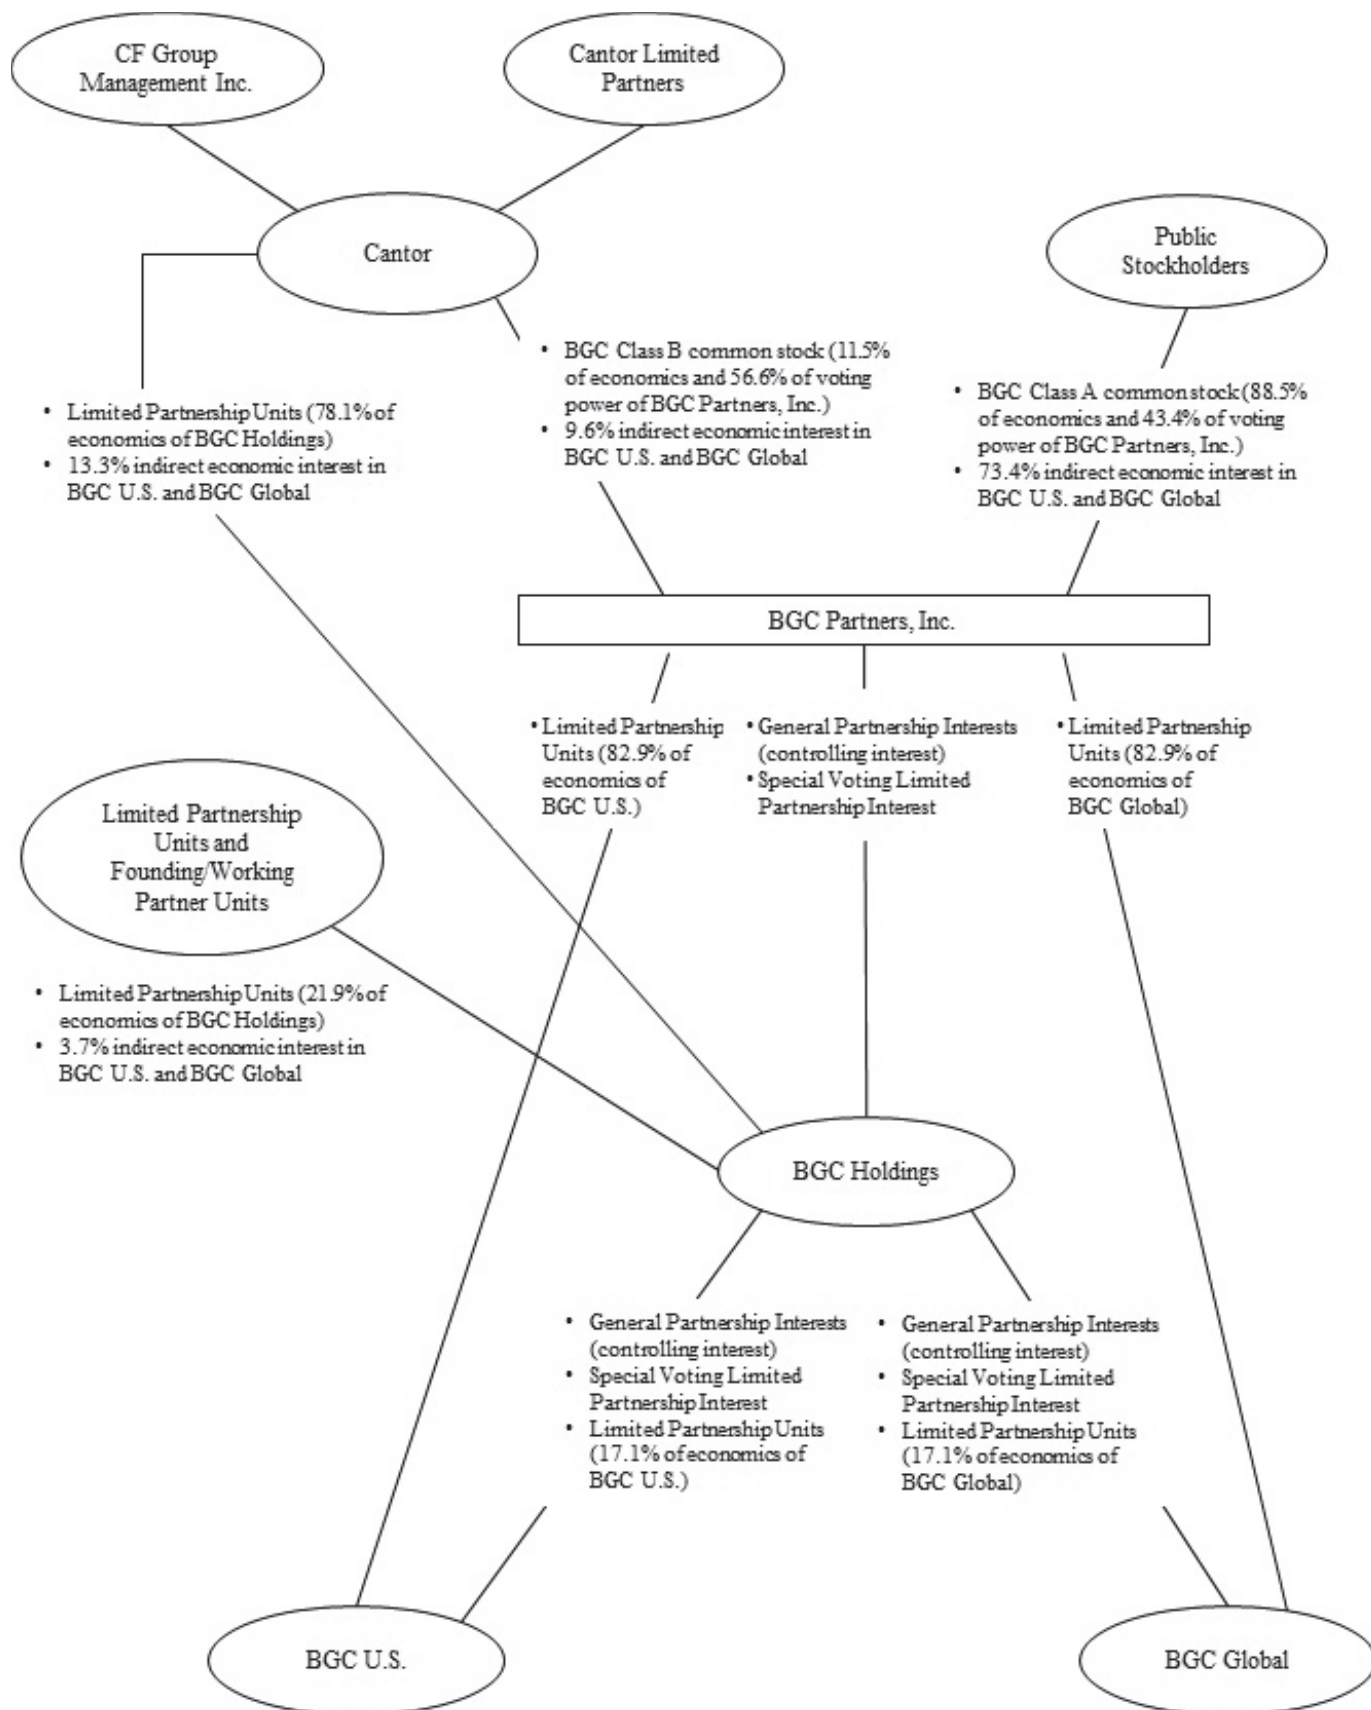 CF Group
Management Inc.
Cantor Limited
Partners
Cantor
Public
Stockholders
• Limited Partnership Units (78.1% of
economics of BGC Holdings)
• 13.3% indirect economic interest in
BGC U.S. and BGC Global
• BGC Class B common stock (11.5%
of economics and 56.6% of voting
power of BGC Partners, Inc.)
• 9.6% indirect economic interest in
BGC U.S. and BGC Global
• BGC Class A common stock (88.5%
of economics and 43.4% of voting
power of BGC Partners, Inc.)
• 73.4% indirect economic interest in
BGC U.S. and BGC Global
BGC Partners, Inc.
• Limited Partnership
Units (82.9% of
economics of
BGC U.S.)
• General Partnership Interests
(controlling interest)
• Special Voting Limited
Partnership Interest
• Limited Partnership
Units (82.9% of
economics of
BGC Global)
Limited Partnership
Units and
Founding/Working
Partner Units
• Limited Partnership Units (21.9% of
economics of BGC Holdings)
• 3.7% indirect economic interest in
BGC U.S. and BGC Global
BGC Holdings
• General Partnership Interests
(controlling interest)
• Special Voting Limited
Partnership Interest
• Limited Partnership Units
(17.1% of economics of
BGC U.S.)
• General Partnership Interests
(controlling interest)
• Special Voting Limited
Partnership Interest
• Limited Partnership Units
(17.1% of economics of
BGC Global)
BGC U.S.
BGC Global